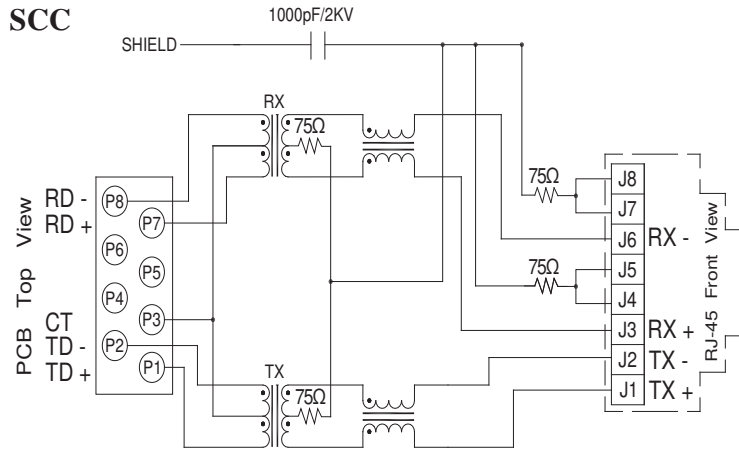 SCC
1000pF/2KV
SHIELD
RX
75Ω
75Ω
J8
J7
J6 RX -
J5
J4
J3 RX +
J2 TX -
J1 TX +
75Ω
RJ-45 Front View
PCB Top View
RD - P8
RD + P7
P6
P5
P4
CT P3
TD - P2
TD + P1
TX
75Ω